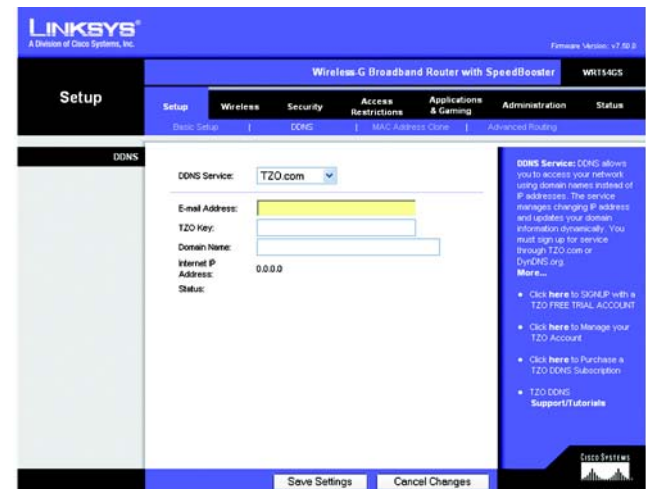 LINKSYS®
A Division of Cisco Systems, Inc.
Firmware Version: v7.50.0
Wireless-G Broadband Router with SpeedBooster
WRT54GS
Setup
Setup
Wireless
Security
Access Restrictions
Applications & Gaming
Administration
Status
Basic Setup | DDNS | MAC Address Clone | Advanced Routing
DDNS
DDNS Service: TZO.com
E-mail Address:
TZO Key:
Domain Name:
Internet IP
Address: 0.0.0.0
Status:
DDNS Service: DDNS allows
you to access your network
using domain names instead of
IP addresses. The service
manages changing IP address
and updates your domain
information dynamically. You
must sign up for service
through TZO.com or
DynDNS.org.
More...
Click here to SIGNUP with a
TZO FREE TRIAL ACCOUNT
Click here to Manage your
TZO Account
Click here to Purchase a
TZO DDNS Subscription
TZO DDNS
Support/Tutorials
CISCO SYSTEMS
Save Settings
Cancel Changes